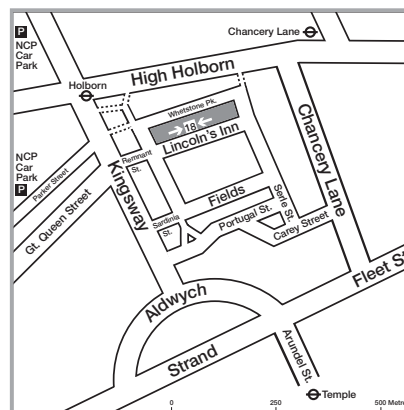 P
NCP
Car
Park
Chancery Lane
High Holborn
Holborn
Whetstone Pk.
18
Lincoln's Inn
Chancery Lane
NCP
Car
Park
P
Parker Street
Gt. Queen Street
Kingsway
Remnant
St.
Fields
Serle St.
Sardinia
St.
Portugal St.
Carey Street
Fleet S
Aldwych
Strand
Arundel St.
Temple
0
250
500 Metre